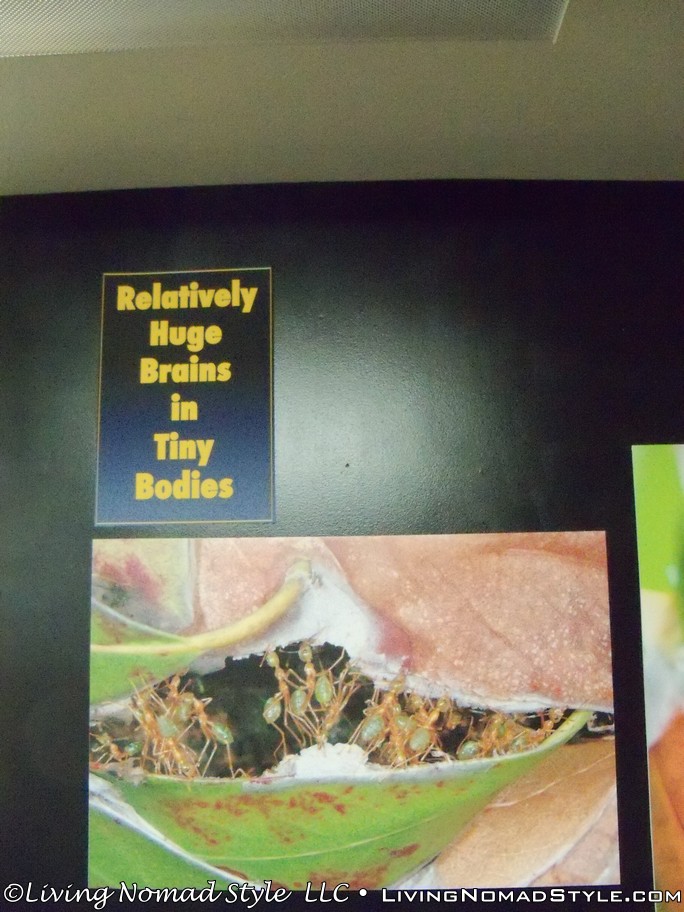 Relatively
Huge
Brains
in
Tiny
Bodies
©Living Nomad Style LLC • LivingNomadStyle.com